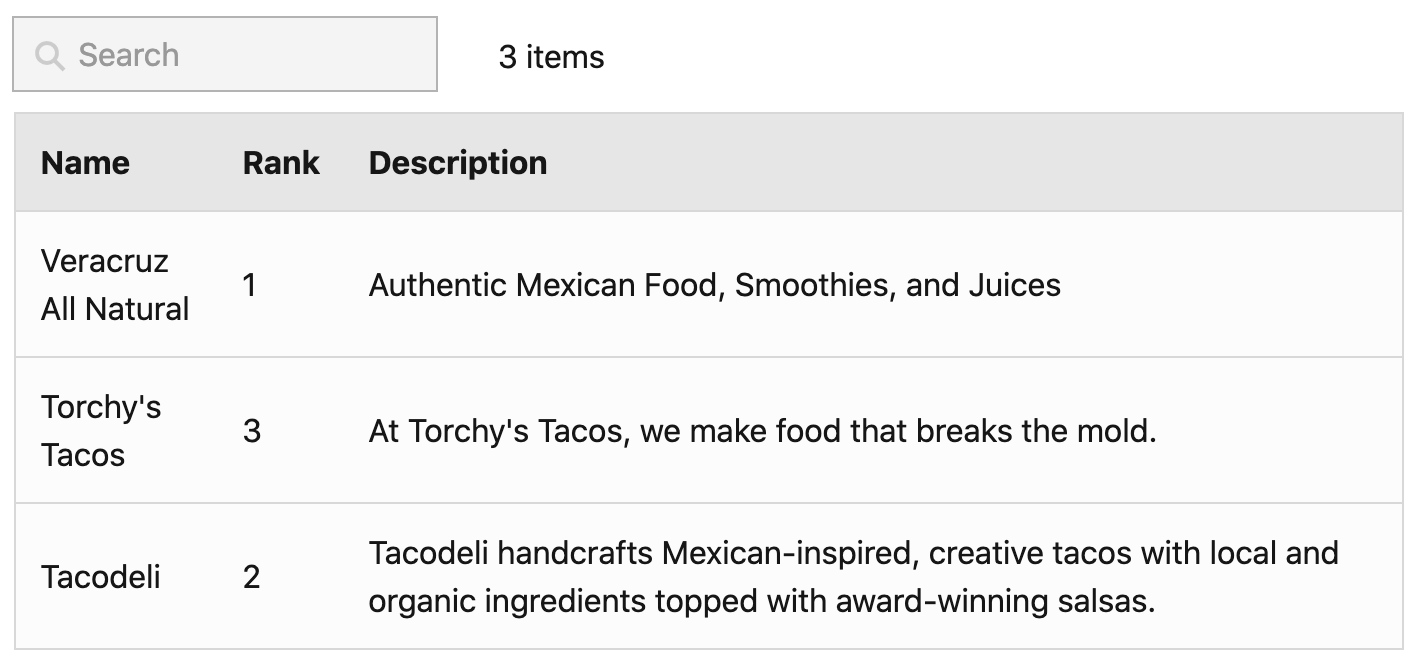 Search
3 items
Name Rank Description
Veracruz
All Natural
1
Authentic Mexican Food, Smoothies, and Juices
Torchy's
Tacos
3
At Torchy's Tacos, we make food that breaks the mold.
Tacodeli
2
Tacodeli handcrafts Mexican-inspired, creative tacos with local and
organic ingredients topped with award-winning salsas.